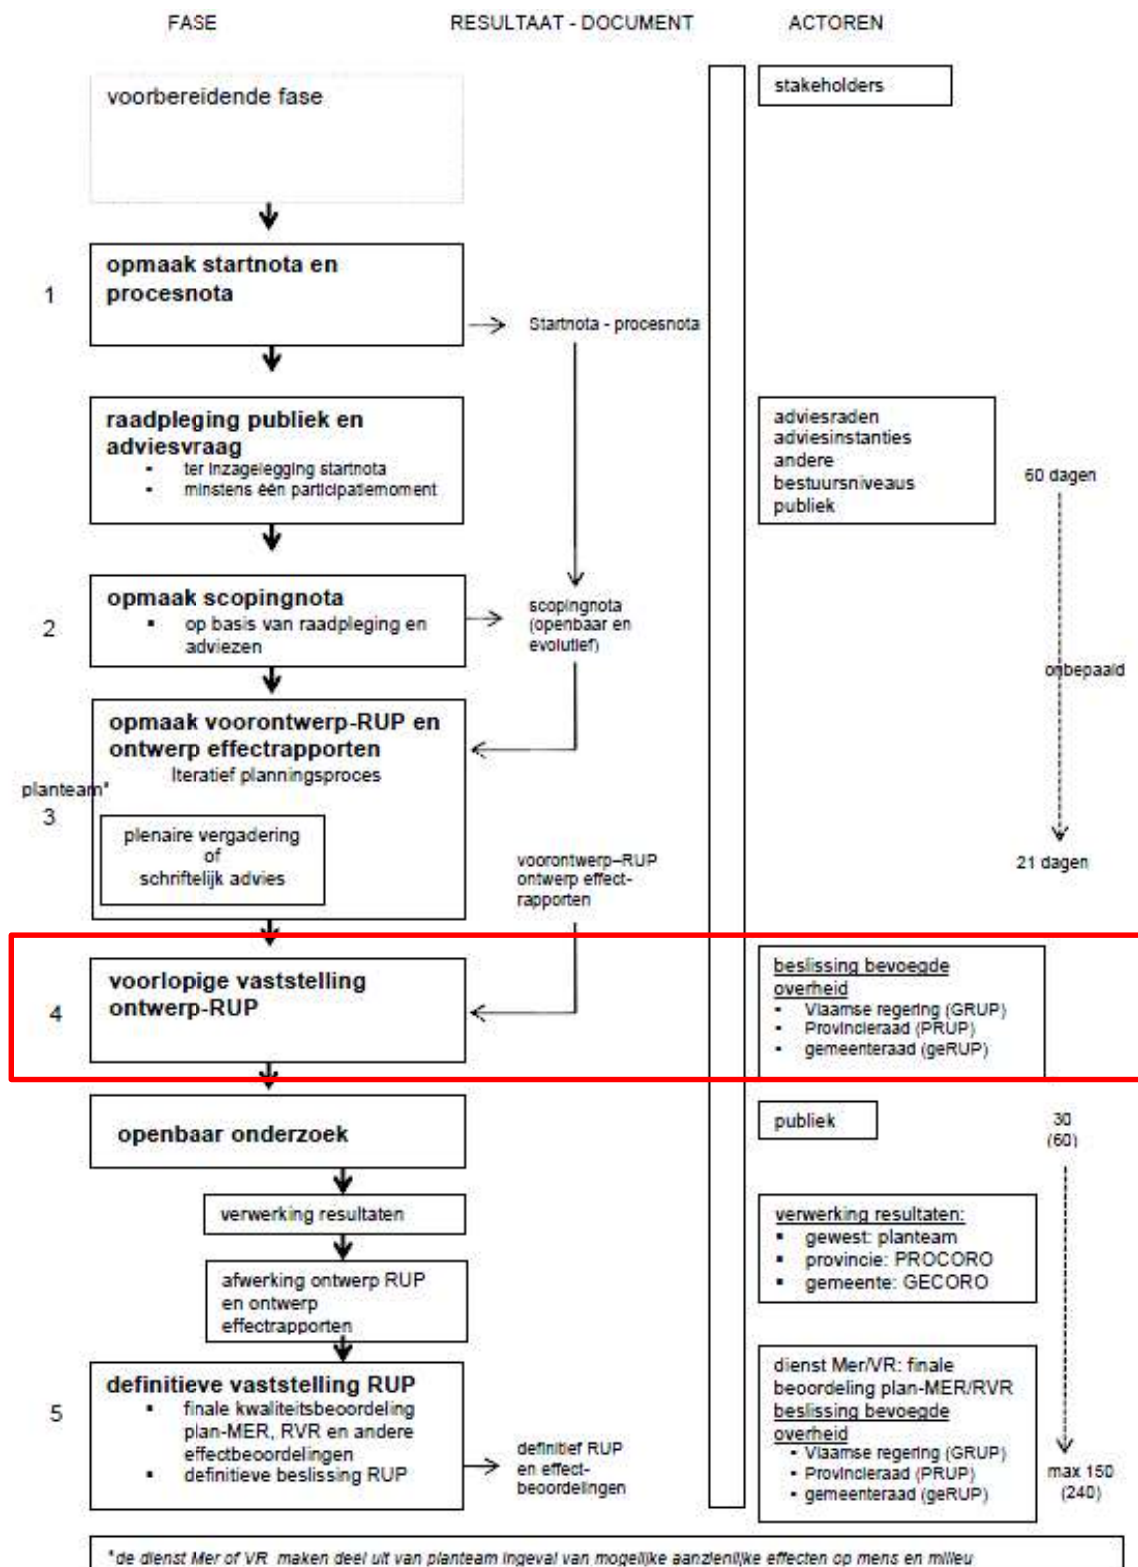 FASE RESULTAAT - DOCUMENT ACTOREN
voorbereidende fase
stakeholders
1
opmaak startnota en
procesnota
Startnota - procesnota
raadpleging publiek en
adviesvraag
▪ ter inzagelegging startnota
▪ minstens één participatiemoment
adviesraden
adviesinstanties
andere
bestuursniveaus
publiek
60 dagen
2
opmaak scopingnota
▪ op basis van raadpleging en
adviezen
scopingnota
(openbaar en
evolutief)
onbepaald
opmaak voorontwerp-RUP en
ontwerp effectrapporten
Iteratief planningsproces
planteam*
3
plenaire vergadering
of
schriftelijk advies
voorontwerp–RUP
ontwerp effect-
rapporten
21 dagen
4
voorlopige vaststelling
ontwerp-RUP
beslissing bevoegde
overheid
▪ Vlaamse regering (GRUP)
▪ Provincieraad (PRUP)
▪ gemeenteraad (geRUP)
openbaar onderzoek
publiek
30
(60)
verwerking resultaten
verwerking resultaten:
▪ gewest: planteam
▪ provincie: PROCORO
▪ gemeente: GECORO
afwerking ontwerp RUP
en ontwerp
effectrapporten
5
definitieve vaststelling RUP
▪ finale kwaliteitsbeoordeling
plan-MER, RVR en andere
effectbeoordelingen
▪ definitieve beslissing RUP
definitief RUP
en effect-
beoordelingen
dienst Mer/VR: finale
beoordeling plan-MER/RVR
beslissing bevoegde
overheid
▪ Vlaamse regering (GRUP)
▪ Provincieraad (PRUP)
▪ gemeenteraad (geRUP)
max 150
(240)
*de dienst Mer of VR maken deel uit van planteam ingeval van mogelijke aanzienlijke effecten op mens en milieu